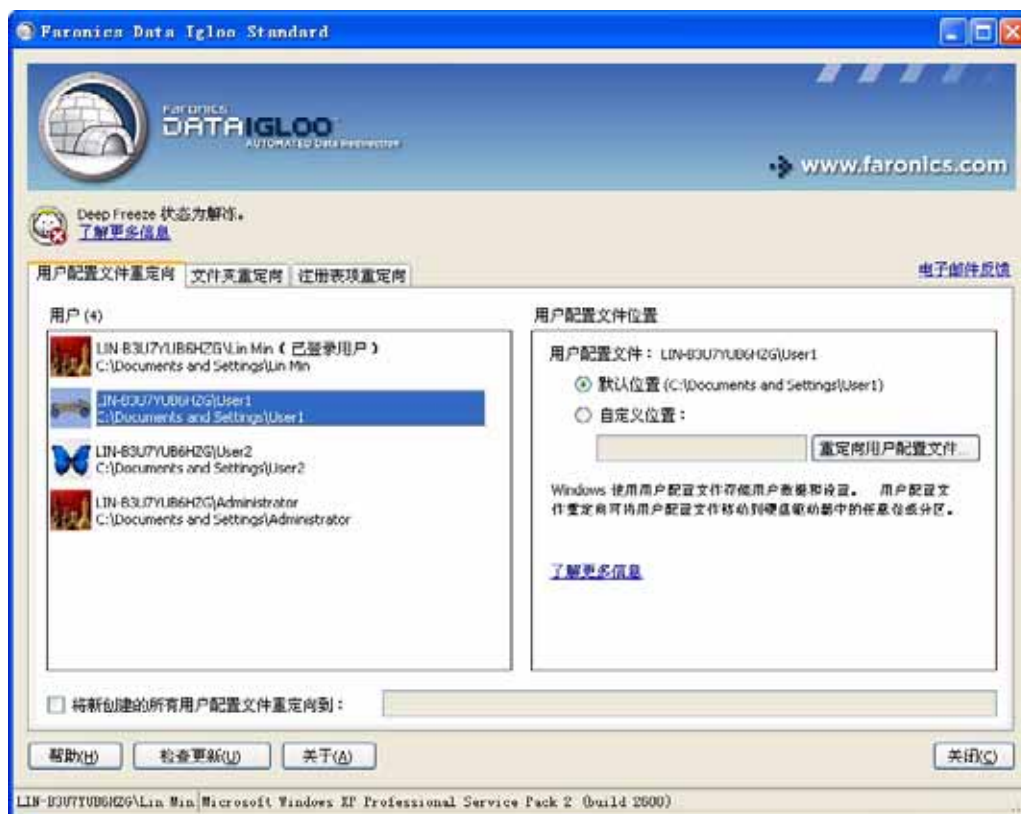 Faronics Data Igloo Standard
Faronics
DATAIGLOO
AUTOMATED Data Redirection
www.faronics.com
Deep Freeze 状态为解冻。
了解更多信息
用户配置文件重定向 文件夹重定向 注册表项重定向
电子邮件反馈
用户 (4)
LIN-B3U7YUB6HZG\Lin Min ( 已登录用户 )
C:\Documents and Settings\Lin Min
LIN-B3U7YUB6HZG\User1
C:\Documents and Settings\User1
LIN-B3U7YUB6HZG\User2
C:\Documents and Settings\User2
LIN-B3U7YUB6HZG\Administrator
C:\Documents and Settings\Administrator
用户配置文件位置
用户配置文件： LIN-B3U7YUB6HZG\User1
默认位置 (C:\Documents and Settings\User1)
自定义位置：
重定向用户配置文件...
Windows 使用用户配置文件存储用户数据和设置。 用户配置文
件重定向可将用户配置文件移动到硬盘驱动器中的任意卷或分区。
了解更多信息
将新创建的所有用户配置文件重定向到：
帮助(H) 检查更新(U) 关于(A) 关闭(C)
LIN-B3U7YUB6HZG\Lin Min Microsoft Windows XP Professional Service Pack 2 (build 2600)